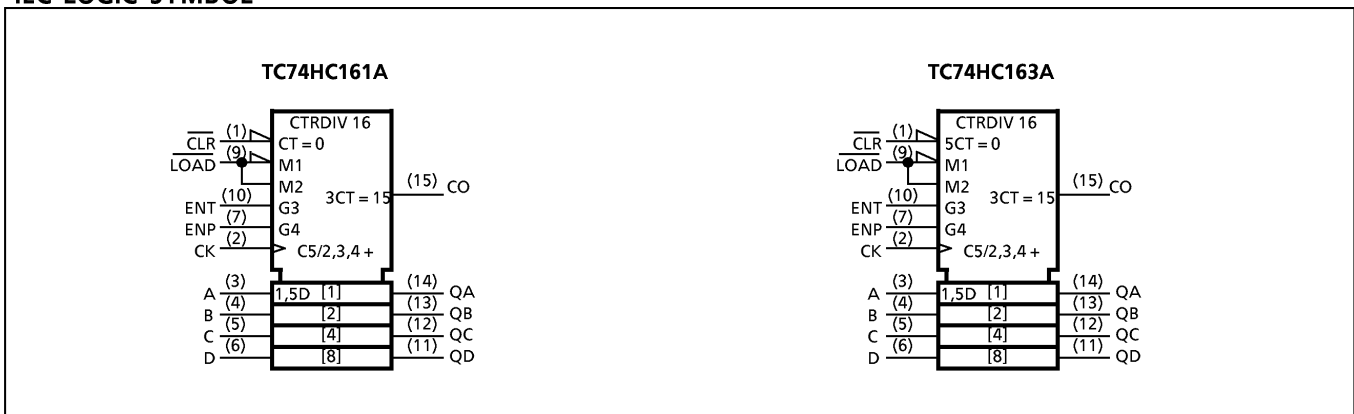 IEC LOGIC SYMBOL
TC74HC161A
CTRDIV 16
CLR (1) CT = 0
LOAD (9) M1
M2
3CT = 15 (15) CO
ENT (10) G3
ENP (7) G4
CK (2) C5/2,3,4 +
A (3) 1,5D [1] (14) QA
B (4) [2] (13) QB
C (5) [4] (12) QC
D (6) [8] (11) QD
TC74HC163A
CTRDIV 16
CLR (1) 5CT = 0
LOAD (9) M1
M2
3CT = 15 (15) CO
ENT (10) G3
ENP (7) G4
CK (2) C5/2,3,4 +
A (3) 1,5D [1] (14) QA
B (4) [2] (13) QB
C (5) [4] (12) QC
D (6) [8] (11) QD